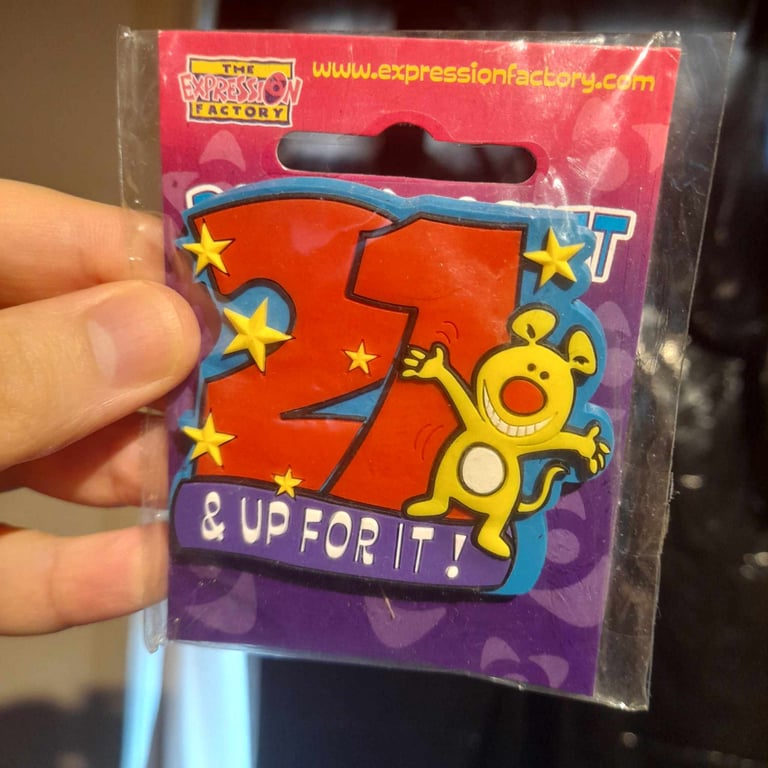 THE
EXPRESSION
FACTORY
www.expressionfactory.com
21
& UP FOR IT !